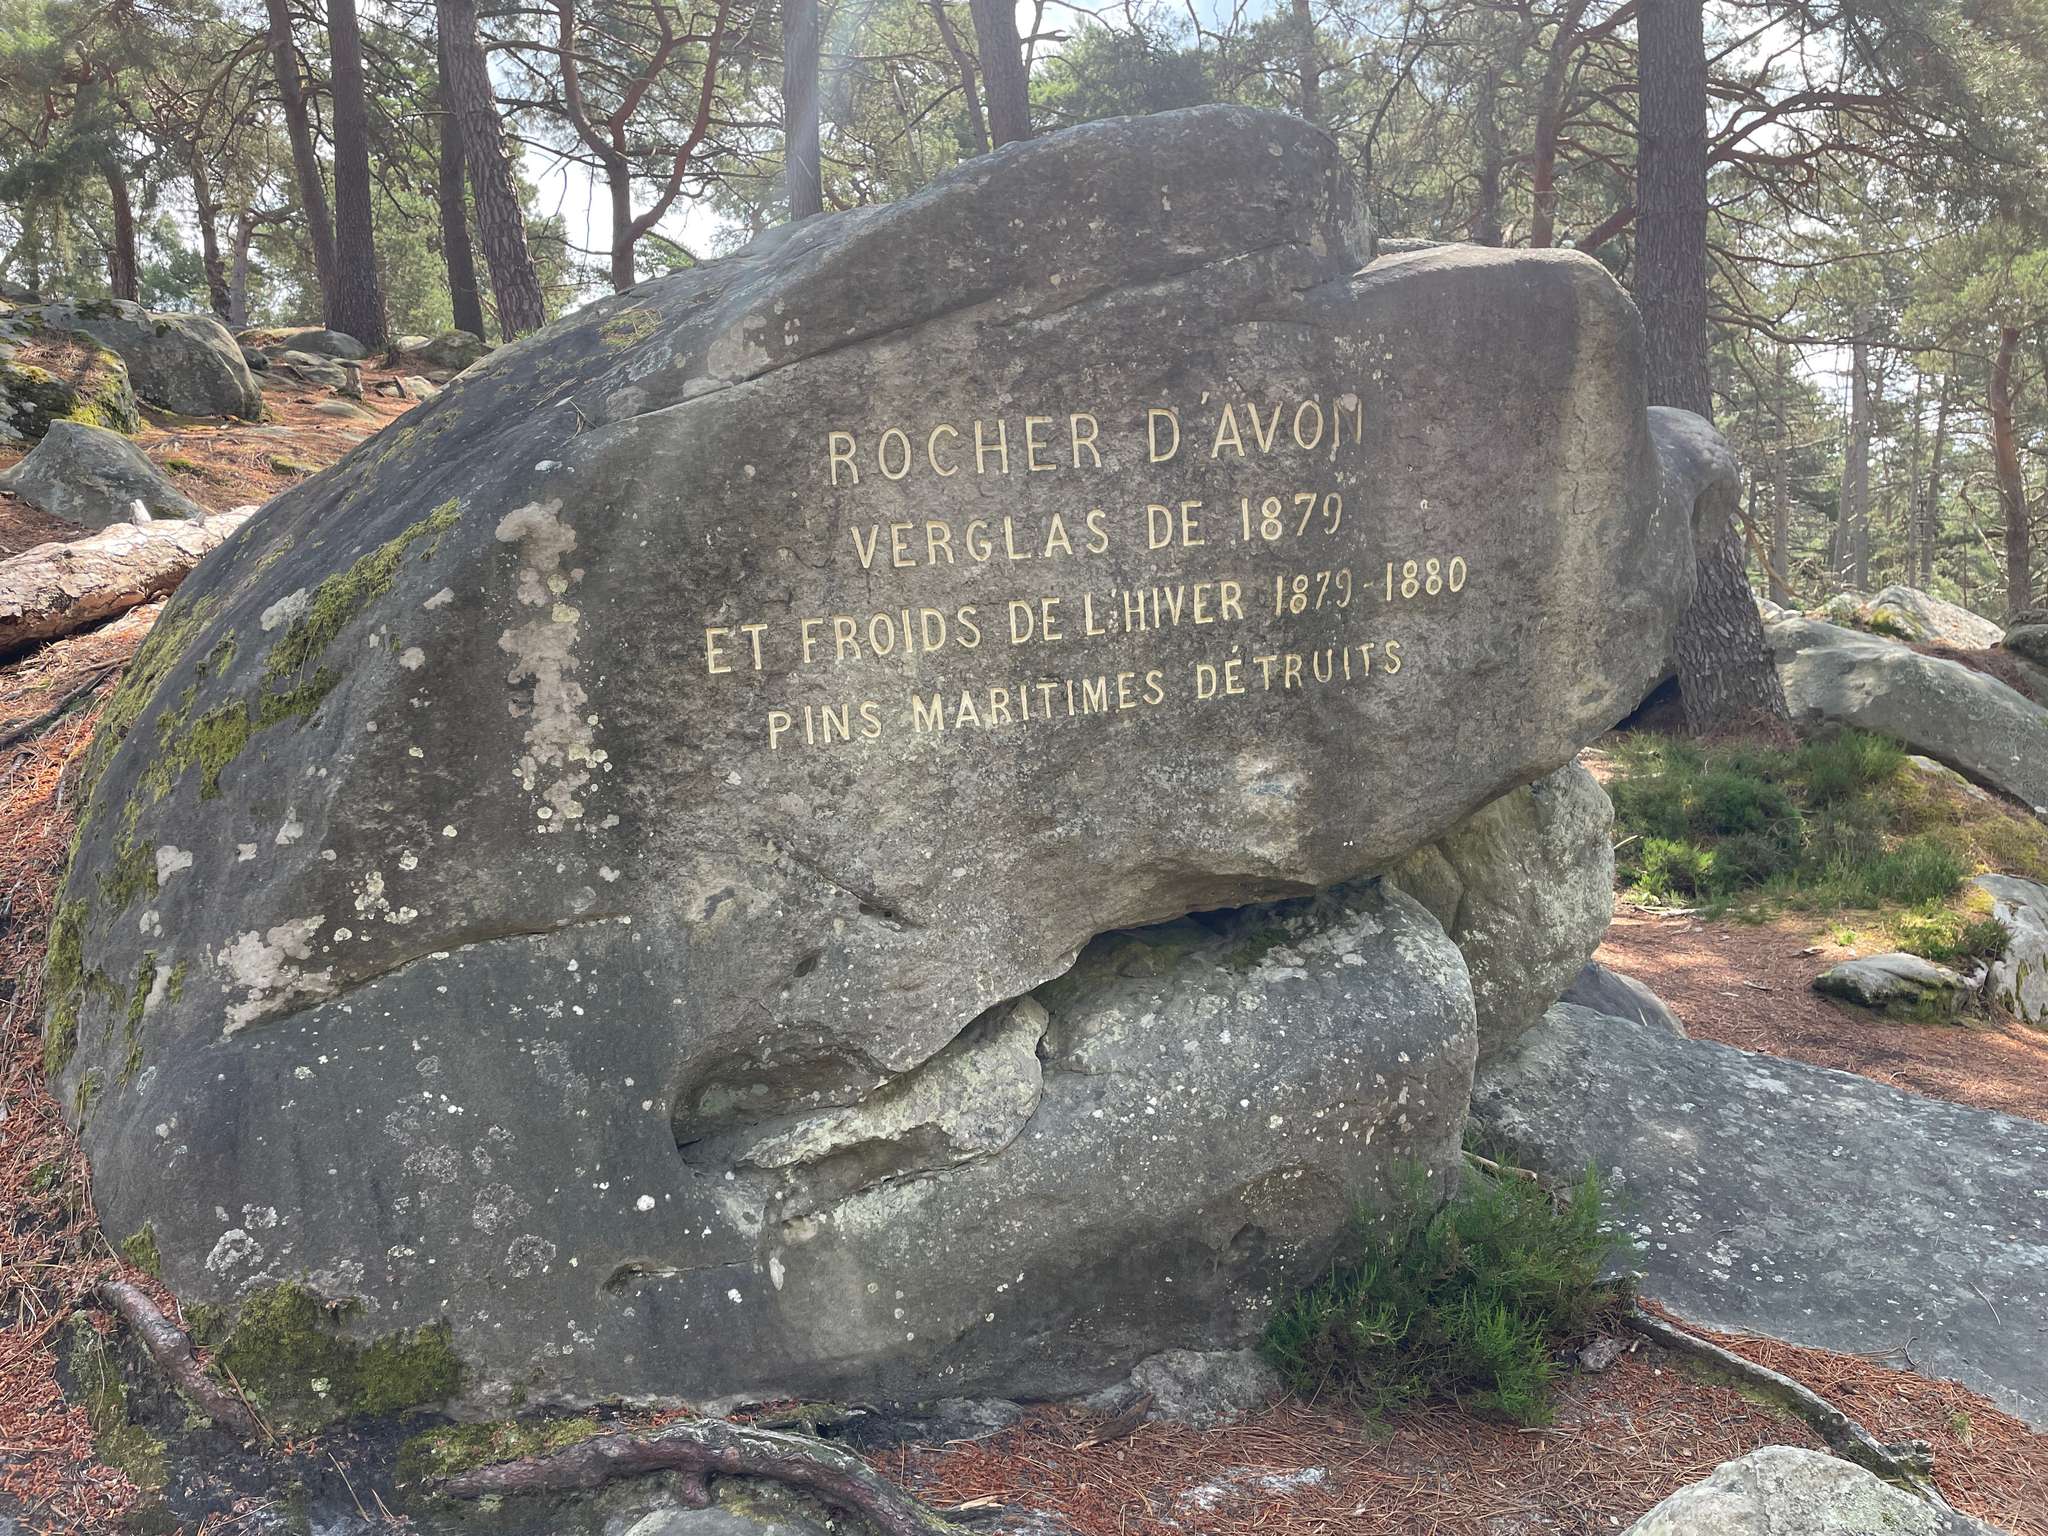 ROCHER D'AVON
VERGLAS DE 1879
ET FROIDS DE L'HIVER 1879-1880
PINS MARITIMES DÉTRUITS